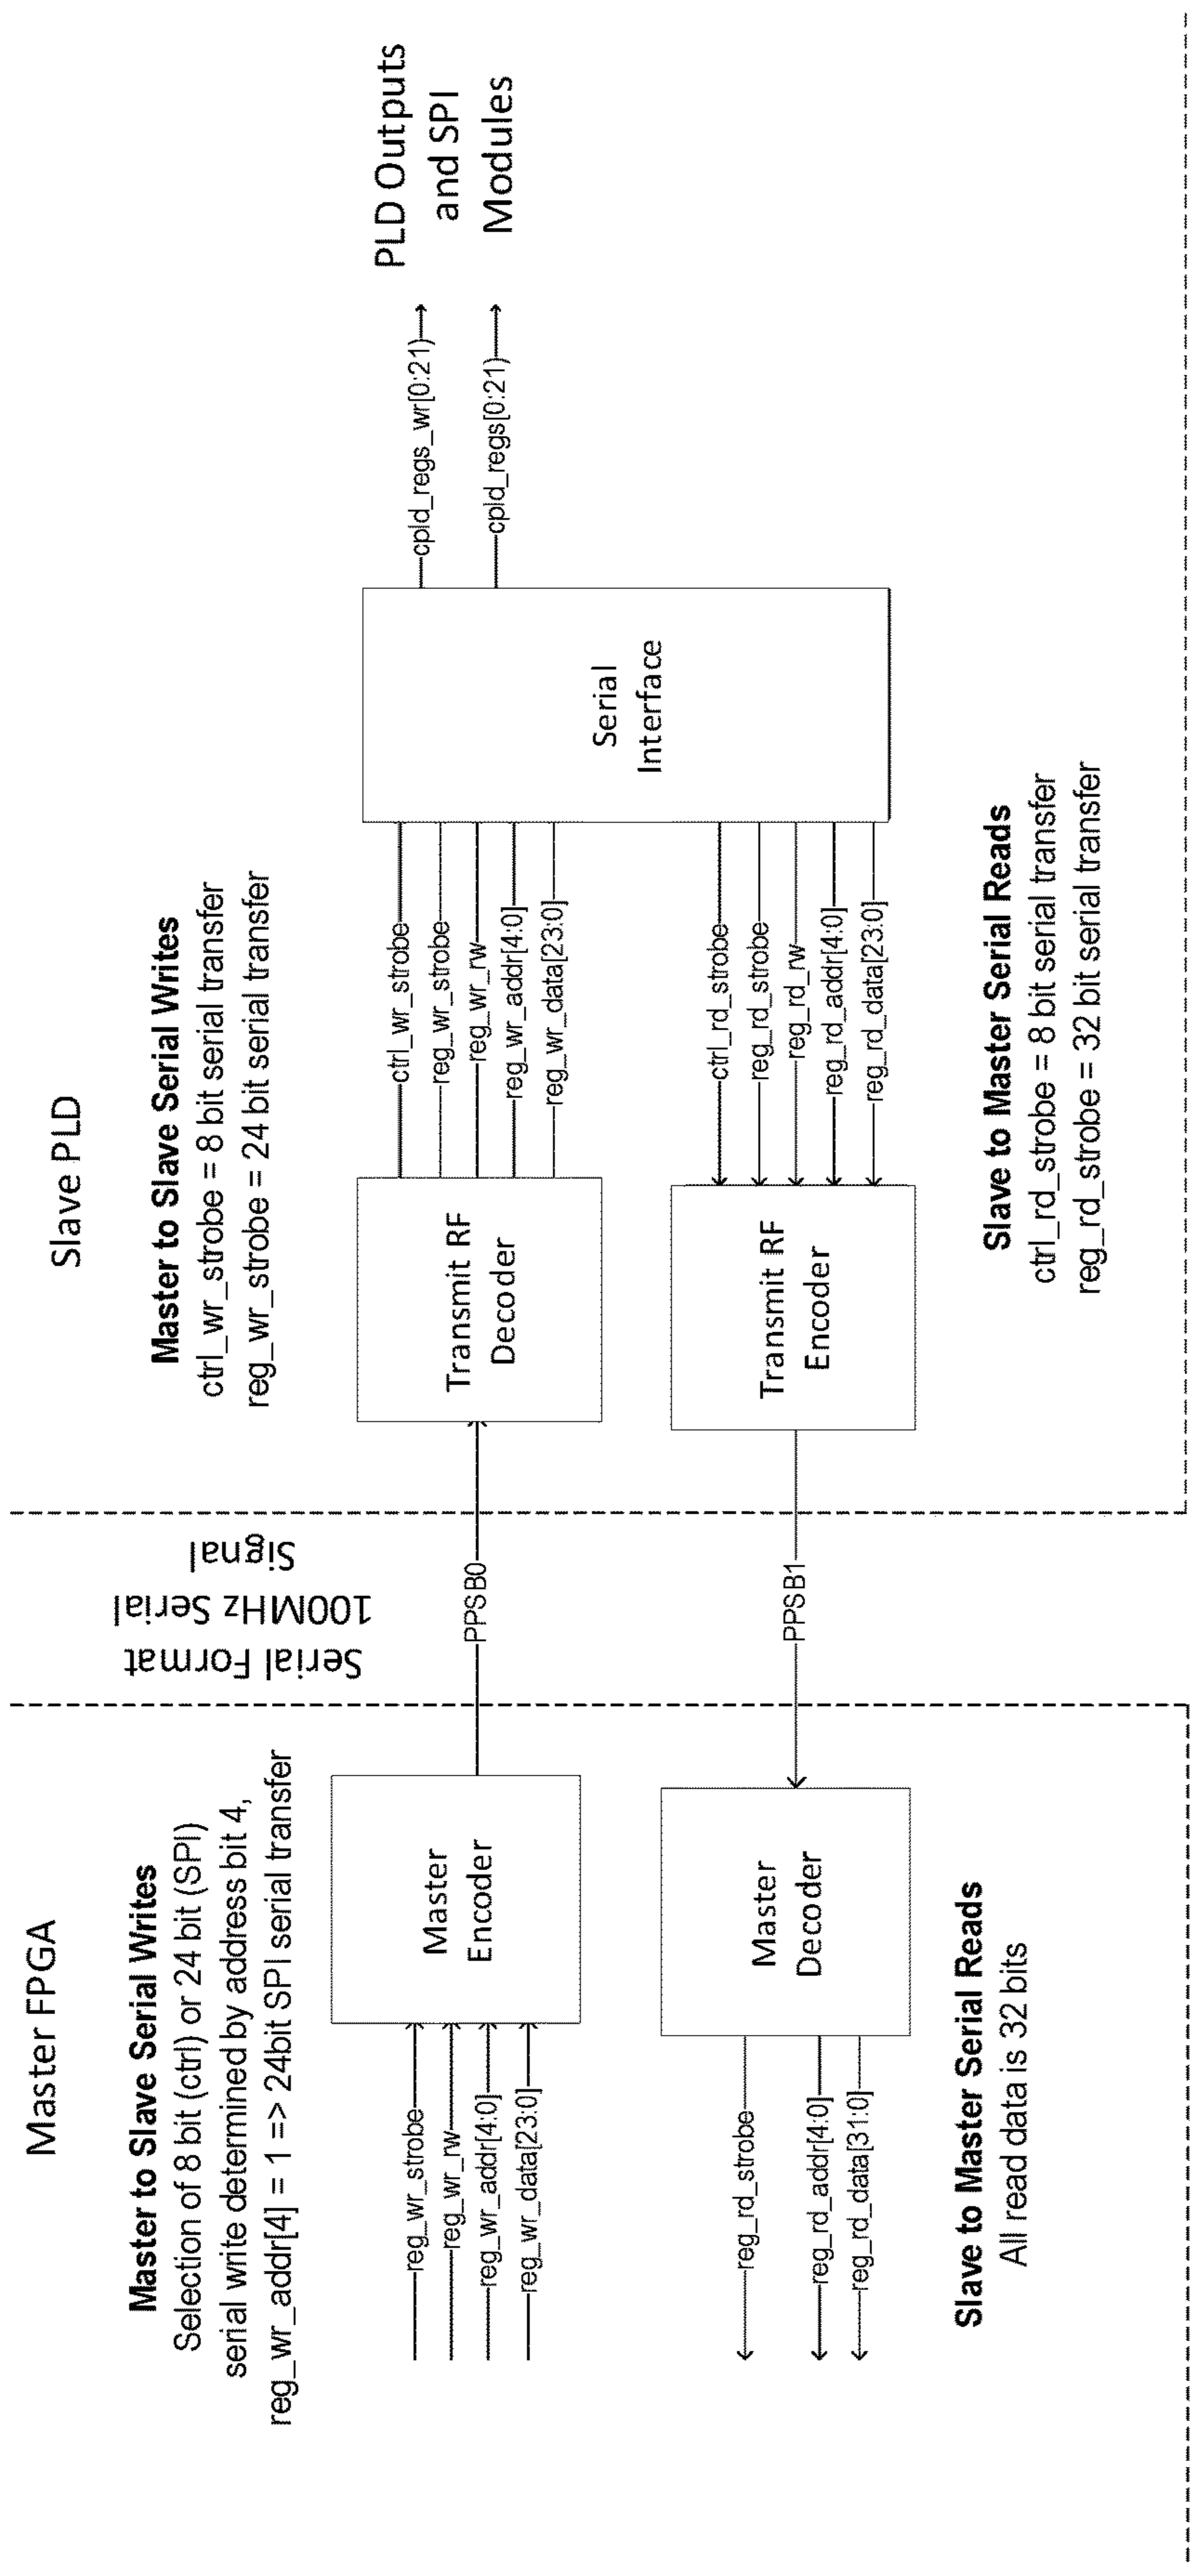 Master FPGA
Master to Slave Serial Writes
Selection of 8 bit (ctrl) or 24 bit (SPI)
serial write determined by address bit 4,
reg_wr_addr[4] = 1 => 24bit SPI serial transfer
reg_wr_strobe
reg_wr_rw
reg_wr_addr[4:0]
reg_wr_data[23:0]
Master
Encoder
reg_rd_strobe
reg_rd_addr[4:0]
reg_rd_data[31:0]
Master
Decoder
Slave to Master Serial Reads
All read data is 32 bits
Serial Format
100MHz Serial
Signal
PPSB0
PPSB1
Slave PLD
Master to Slave Serial Writes
ctrl_wr_strobe = 8 bit serial transfer
reg_wr_strobe = 24 bit serial transfer
Transmit RF
Decoder
ctrl_wr_strobe
reg_wr_strobe
reg_wr_rw
reg_wr_addr[4:0]
reg_wr_data[23:0]
Transmit RF
Encoder
ctrl_rd_strobe
reg_rd_strobe
reg_rd_rw
reg_rd_addr[4:0]
reg_rd_data[23:0]
Serial
Interface
cpld_regs_wr[0:21)
cpld_regs[0:21)
PLD Outputs
and SPI
Modules
Slave to Master Serial Reads
ctrl_rd_strobe = 8 bit serial transfer
reg_rd_strobe = 32 bit serial transfer